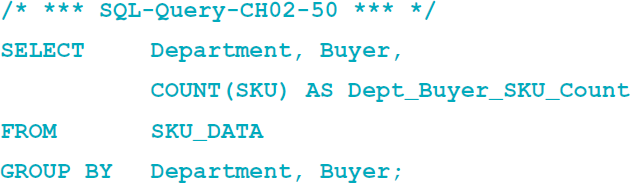 /* *** SQL-Query-CH02-50 *** */
SELECT Department, Buyer,
COUNT(SKU) AS Dept_Buyer_SKU_Count
FROM SKU_DATA
GROUP BY Department, Buyer;